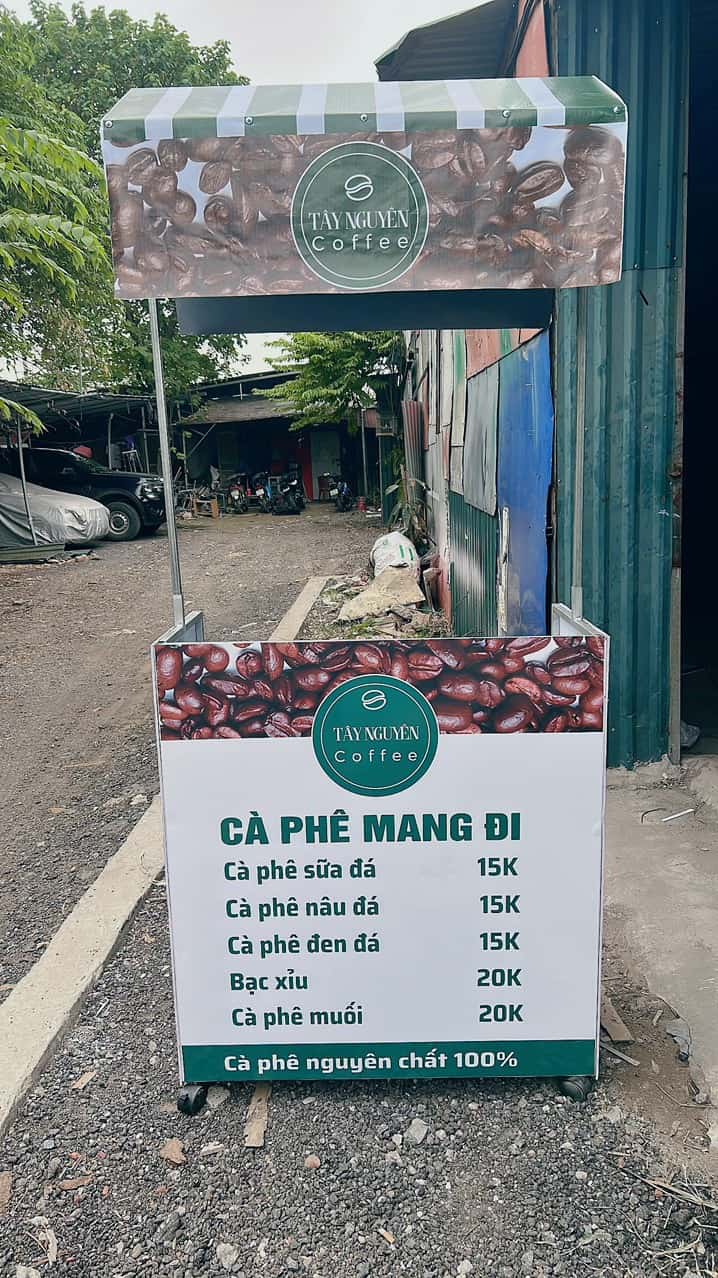 TÂY NGUYÊN
Coffee
TÂY NGUYÊN
Coffee
CÀ PHÊ MANG ĐI
Cà phê sữa đá 15K
Cà phê nâu đá 15K
Cà phê đen đá 15K
Bạc xỉu 20K
Cà phê muối 20K
Cà phê nguyên chất 100%